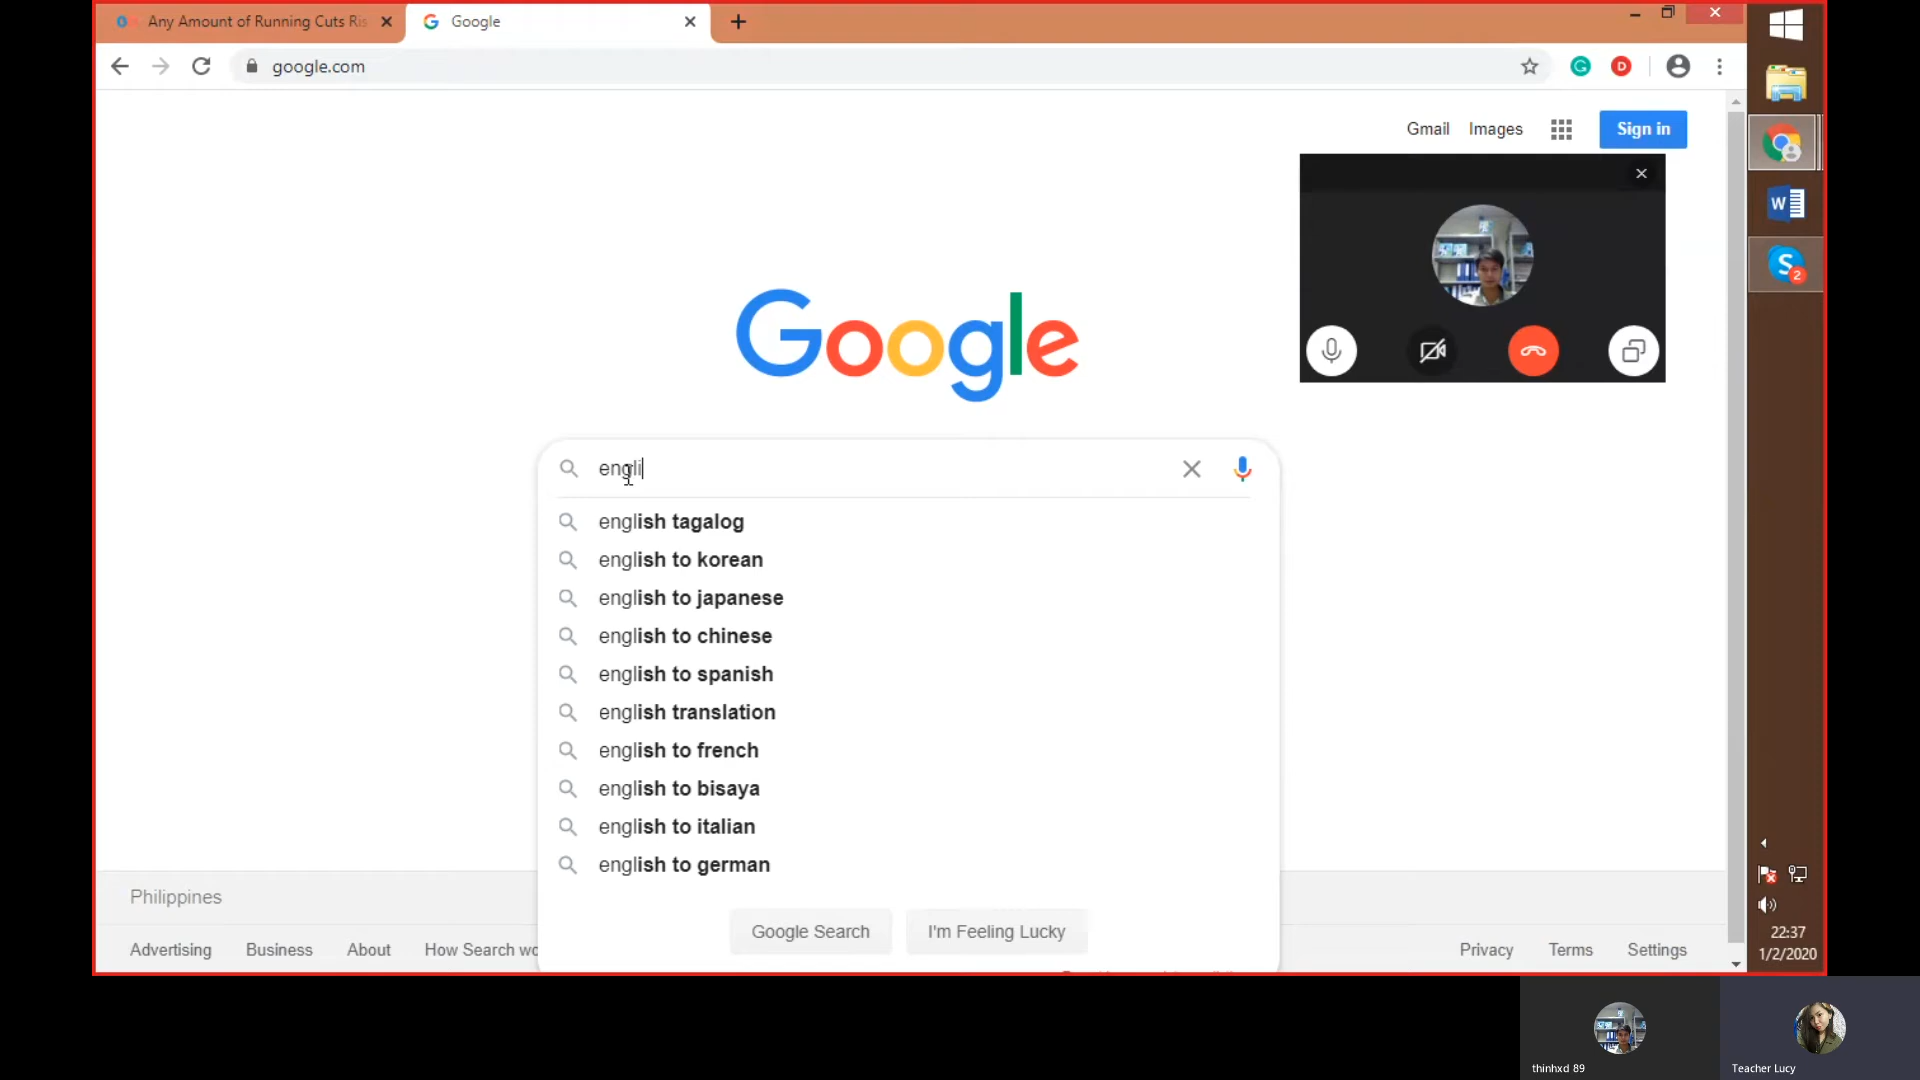 Any Amount of Running Cuts Ris
Google
google.com
Gmail Images Sign in
Google
engli
english tagalog
english to korean
english to japanese
english to chinese
english to spanish
english translation
english to french
english to bisaya
english to italian
english to german
Google Search I'm Feeling Lucky
Philippines
Advertising Business About How Search wo
Privacy Terms Settings
22:37
1/2/2020
thinhxd 89
Teacher Lucy